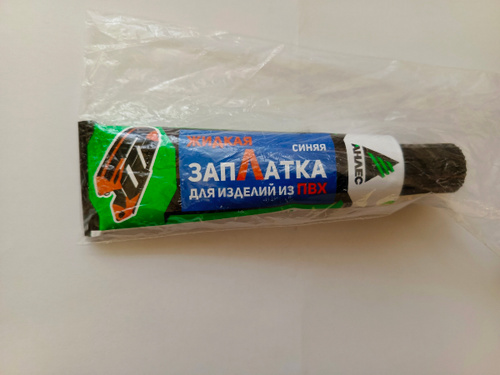 ЖИДКАЯ
СИНЯЯ
ЗАПЛАТКА
ДЛЯ ИЗДЕЛИЙ ИЗ ПВХ
АНЛЕС